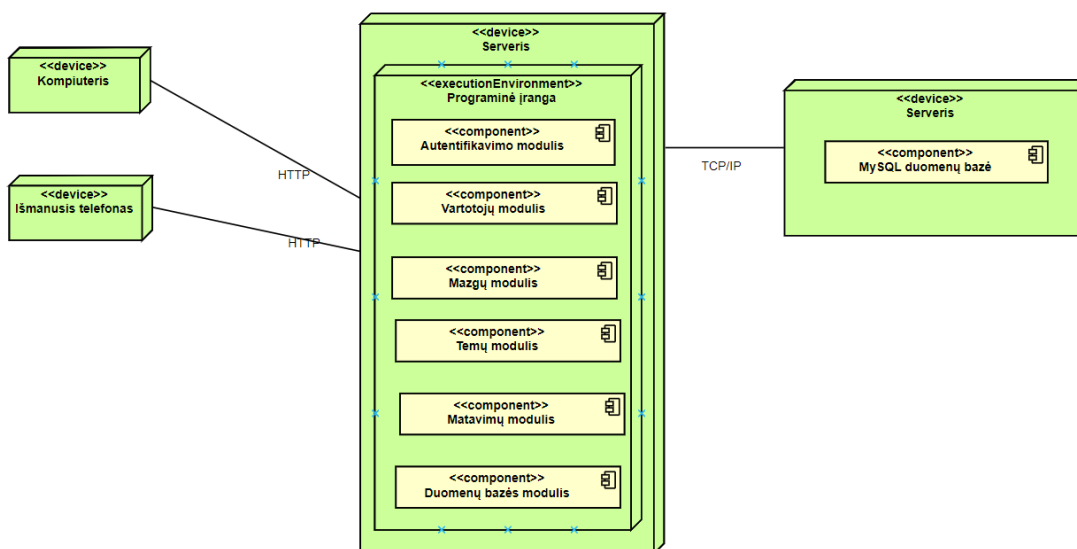 <<device>>
Kompiuteris
<<device>>
Išmanusis telefonas
HTTP
HTTP
<<device>>
Serveris
<<executionEnvironment>>
Programinė įranga
<<component>>
Autentifikavimo modulis
<<component>>
Vartotojų modulis
<<component>>
Mazgų modulis
<<component>>
Temų modulis
<<component>>
Matavimų modulis
<<component>>
Duomenų bazės modulis
TCP/IP
<<device>>
Serveris
<<component>>
MySQL duomenų bazė